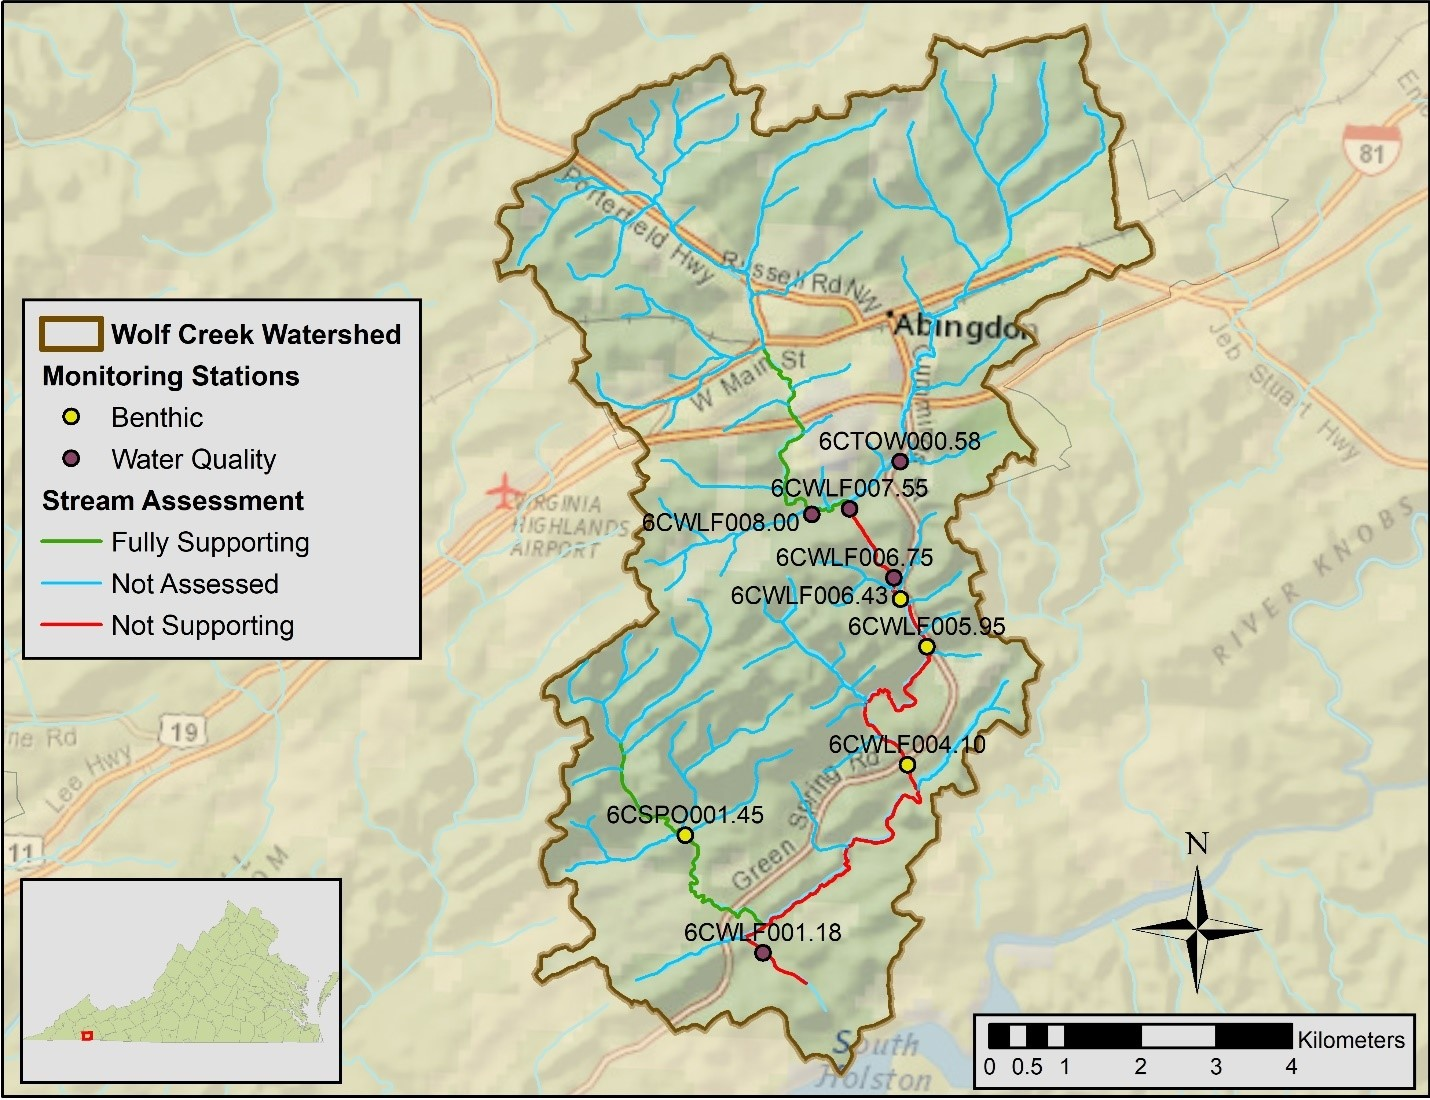 Porterfield Hwy
Russell Rd NW
81
Abingdon
W Main St
Jeb Stuart Hwy
6CTOW000.58
6CWLF007.55
6CWLF008.00
VIRGINIA
HIGHLANDS
AIRPORT
6CWLF006.75
6CWLF006.43
6CWLF005.95
RIVER KNOBS
6CWLF004.10
Green Spring Rd
6CSPO001.45
6CWLF001.18
South
Holston
Wolf Creek Watershed
Monitoring Stations
Benthic
Water Quality
Stream Assessment
Fully Supporting
Not Assessed
Not Supporting
19
ne Rd
Lee Hwy
11
N
Kilometers
0 0.5 1 2 3 4